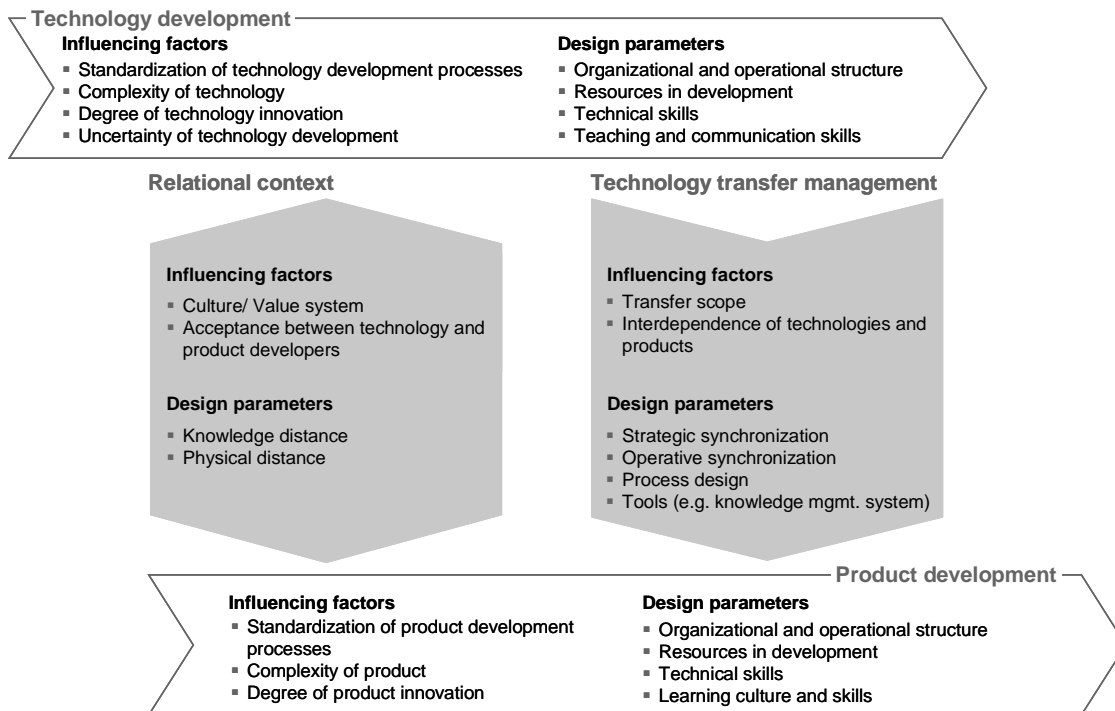 Technology development
Influencing factors
▪ Standardization of technology development processes
▪ Complexity of technology
▪ Degree of technology innovation
▪ Uncertainty of technology development
Design parameters
▪ Organizational and operational structure
▪ Resources in development
▪ Technical skills
▪ Teaching and communication skills
Relational context
Influencing factors
▪ Culture/ Value system
▪ Acceptance between technology and
product developers
Design parameters
▪ Knowledge distance
▪ Physical distance
Technology transfer management
Influencing factors
▪ Transfer scope
▪ Interdependence of technologies and
products
Design parameters
▪ Strategic synchronization
▪ Operative synchronization
▪ Process design
▪ Tools (e.g. knowledge mgmt. system)
Product development
Influencing factors
▪ Standardization of product development
processes
▪ Complexity of product
▪ Degree of product innovation
Design parameters
▪ Organizational and operational structure
▪ Resources in development
▪ Technical skills
▪ Learning culture and skills